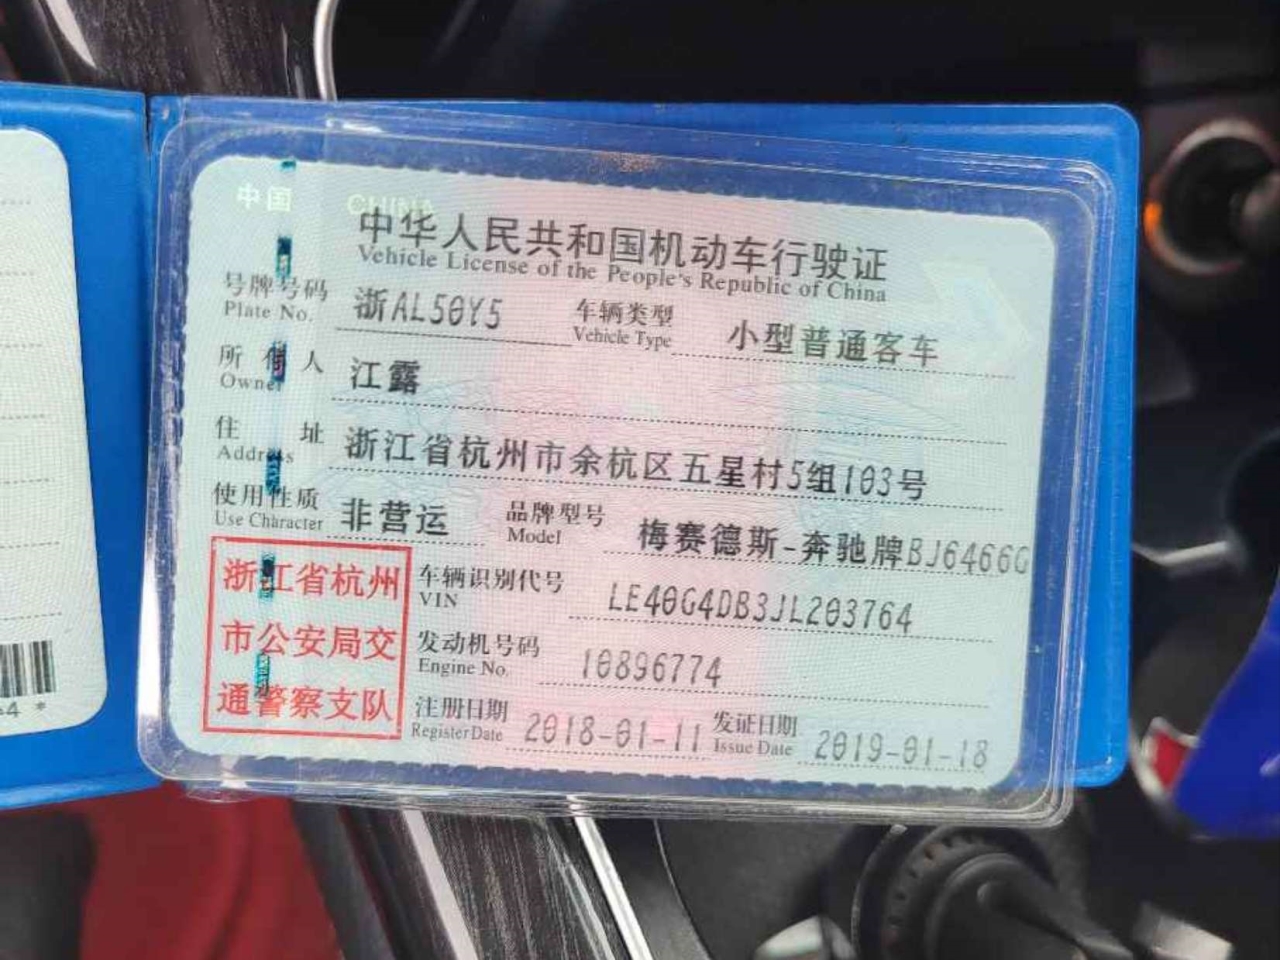 中国 CHINA
中华人民共和国机动车行驶证
Vehicle License of the People's Republic of China
号牌号码 浙AL50Y5 车辆类型 小型普通客车
Plate No. Vehicle Type
所有人 江露
Owner
住址 浙江省杭州市余杭区五星村5组103号
Address
使用性质 非营运 品牌型号 梅赛德斯-奔驰牌BJ6466G
Use Character Model
浙江省杭州
市公安局交
通警察支队
车辆识别代号 LE40G4DB3JL203764
VIN
发动机号码 10896774
Engine No.
注册日期 2018-01-11 发证日期 2019-01-18
Register Date Issue Date
4 *